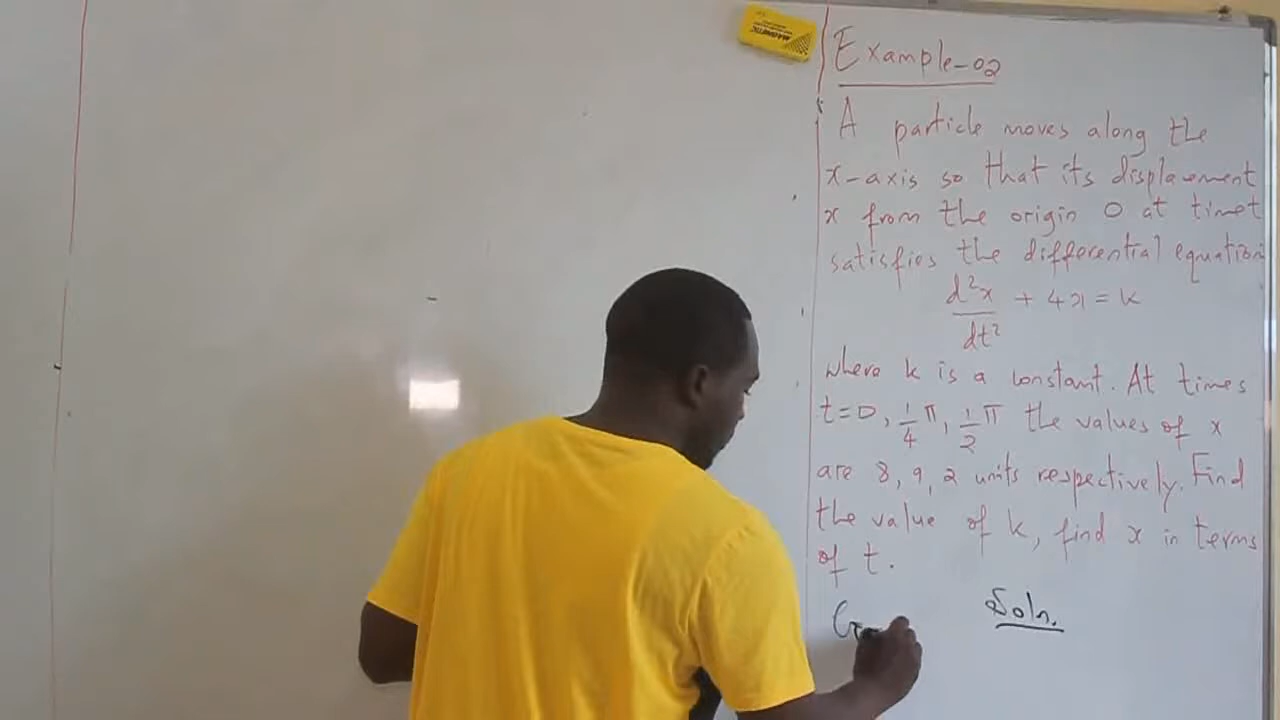 MAGNETIC
Example-02
A particle moves along the
x-axis so that its displacement
x from the origin O at time t
satisfies the differential equation
d²x/dt² + 4x = k
where k is a constant. At times
t=0, 1/4 π, 1/2 π the values of x
are 8, 9, 2 units respectively. Find
the value of k, find x in terms
of t.
Soln.